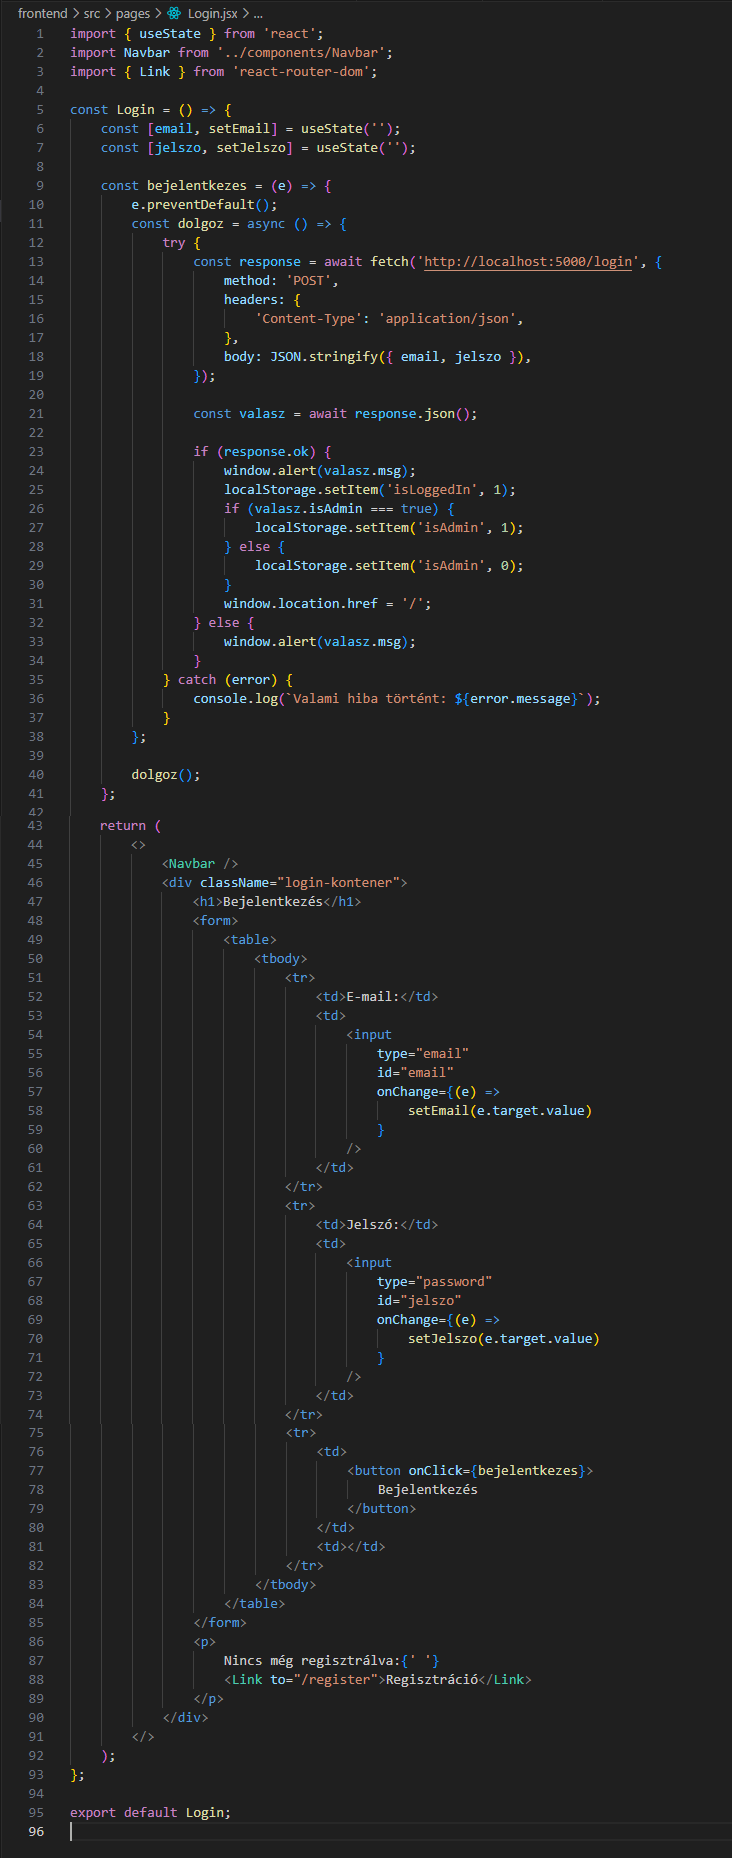 frontend > src > pages > Login.jsx > ...
1 import { useState } from 'react';
2 import Navbar from '../components/Navbar';
3 import { Link } from 'react-router-dom';
4
5 const Login = () => {
6     const [email, setEmail] = useState('');
7     const [jelszo, setJelszo] = useState('');
8
9     const bejelentkezes = (e) => {
10         e.preventDefault();
11         const dolgoz = async () => {
12             try {
13                 const response = await fetch('http://localhost:5000/login', {
14                     method: 'POST',
15                     headers: {
16                         'Content-Type': 'application/json',
17                     },
18                     body: JSON.stringify({ email, jelszo }),
19                 });
20
21                 const valasz = await response.json();
22
23                 if (response.ok) {
24                     window.alert(valasz.msg);
25                     localStorage.setItem('isLoggedIn', 1);
26                     if (valasz.isAdmin === true) {
27                         localStorage.setItem('isAdmin', 1);
28                     } else {
29                         localStorage.setItem('isAdmin', 0);
30                     }
31                     window.location.href = '/';
32                 } else {
33                     window.alert(valasz.msg);
34                 }
35             } catch (error) {
36                 console.log(`Valami hiba történt: ${error.message}`);
37             }
38         };
39
40         dolgoz();
41     };
42
43     return (
44         <>
45             <Navbar />
46             <div className="login-kontener">
47                 <h1>Bejelentkezés</h1>
48                 <form>
49                     <table>
50                         <tbody>
51                             <tr>
52                                 <td>E-mail:</td>
53                                 <td>
54                                     <input
55                                         type="email"
56                                         id="email"
57                                         onChange={(e) =>
58                                             setEmail(e.target.value)
59                                         }
60                                     />
61                                 </td>
62                             </tr>
63                             <tr>
64                                 <td>Jelszó:</td>
65                                 <td>
66                                     <input
67                                         type="password"
68                                         id="jelszo"
69                                         onChange={(e) =>
70                                             setJelszo(e.target.value)
71                                         }
72                                     />
73                                 </td>
74                             </tr>
75                             <tr>
76                                 <td>
77                                     <button onClick={bejelentkezes}>
78                                         Bejelentkezés
79                                     </button>
80                                 </td>
81                                 <td></td>
82                             </tr>
83                         </tbody>
84                     </table>
85                 </form>
86                 <p>
87                     Nincs még regisztrálva:{' '}
88                     <Link to="/register">Regisztráció</Link>
89                 </p>
90             </div>
91         </>
92     );
93 };
94
95 export default Login;
96